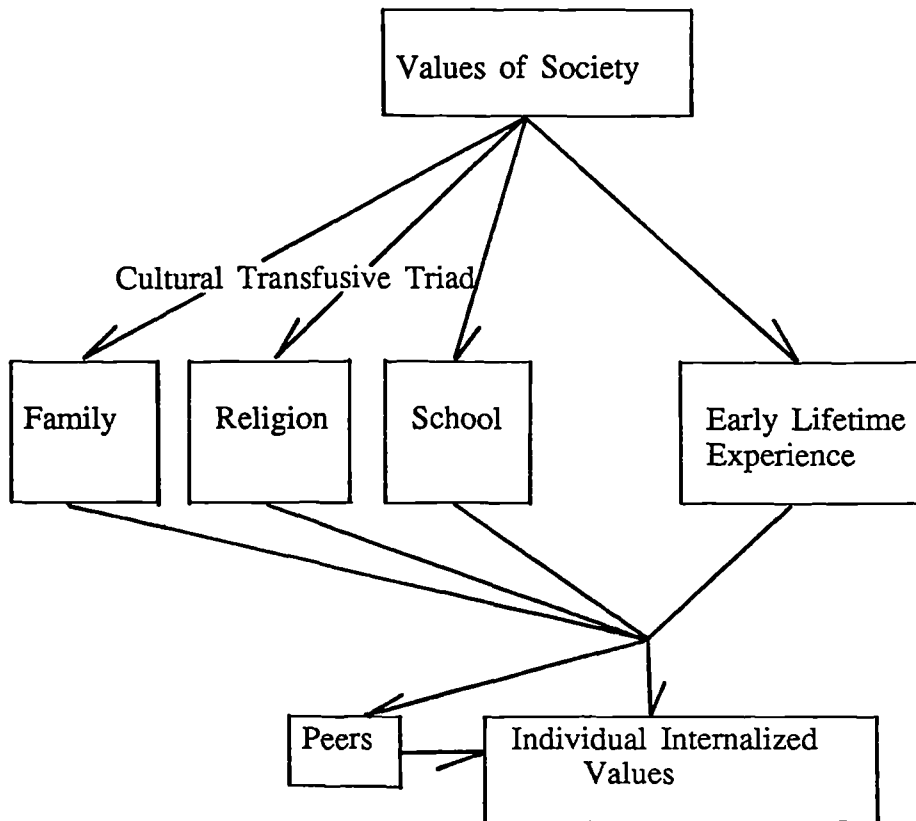 Values of Society
Cultural Transfusive Triad
Family
Religion
School
Early Lifetime
Experience
Peers
Individual Internalized
Values